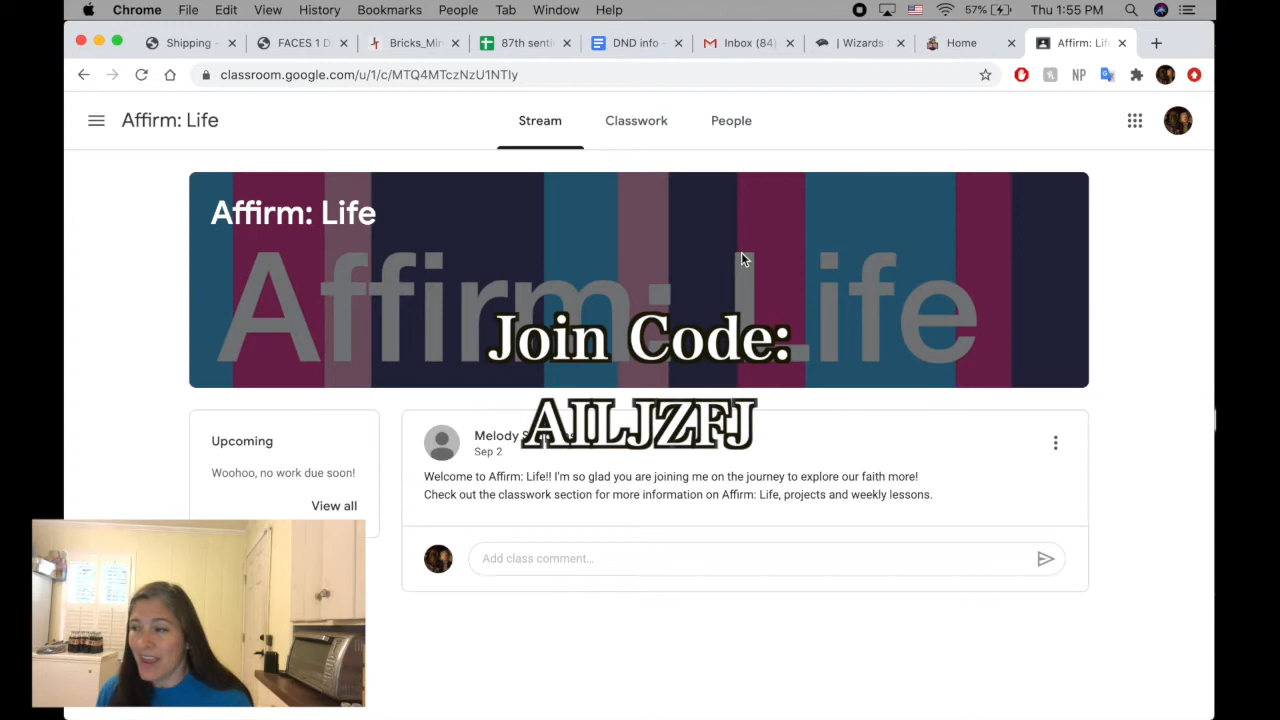 Chrome File Edit View History Bookmarks People Tab Window Help 57% Thu 1:55 PM
Shipping - FACES 1 D Bricks_Min 87th senti DND info - Inbox (84) | Wizards Home Affirm: Life
classroom.google.com/u/1/c/MTQ4MTczNzU1NTIy NP
Affirm: Life Stream Classwork People
Affirm: Life
Affirm: Life
Join Code:
AILJZFJ
Upcoming
Woohoo, no work due soon!
View all
Melody
Sep 2
Welcome to Affirm: Life!! I'm so glad you are joining me on the journey to explore our faith more!
Check out the classwork section for more information on Affirm: Life, projects and weekly lessons.
Add class comment...